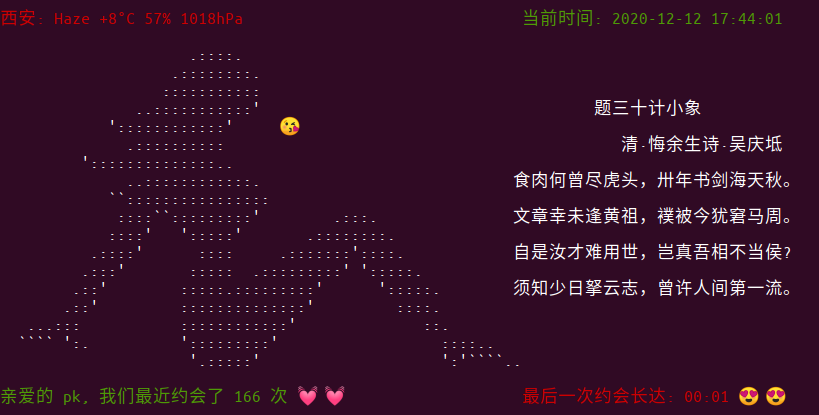 西安: Haze +8°C 57% 1018hPa
当前时间: 2020-12-12 17:44:01
题三十计小象
清·悔余生诗·吴庆坻
食肉何曾尽虎头，卅年书剑海天秋。
文章幸未逢黄祖，襆被今犹窘马周。
自是汝才难用世，岂真吾相不当侯?
须知少日拏云志，曾许人间第一流。
亲爱的 pk, 我们最近约会了 166 次
最后一次约会长达: 00:01